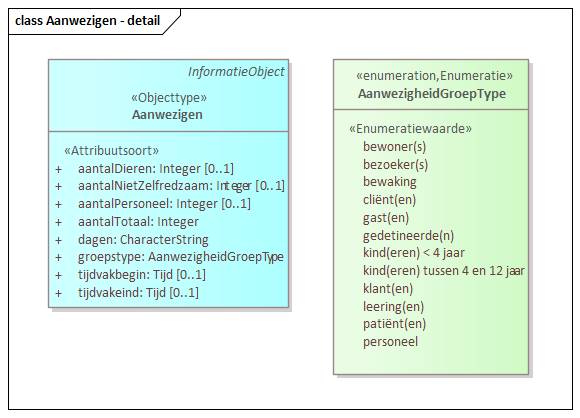 class Aanwezigen - detail
InformatieObject
«Objecttype»
Aanwezigen
«Attribuutsoort»
+ aantalDieren: Integer [0..1]
+ aantalNietZelfredzaam: Integer [0..1]
+ aantalPersoneel: Integer [0..1]
+ aantalTotaal: Integer
+ dagen: CharacterString
+ groepstype: AanwezigheidGroepType
+ tijdvakbegin: Tijd [0..1]
+ tijdvakeind: Tijd [0..1]
«enumeration,Enumeratie»
AanwezigheidGroepType
«Enumeratiewaarde»
bewoner(s)
bezoeker(s)
bewaking
cliënt(en)
gast(en)
gedetineerde(n)
kind(eren) < 4 jaar
kind(eren) tussen 4 en 12 jaar
klant(en)
leering(en)
patiënt(en)
personeel